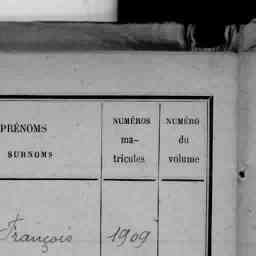 PRÉNOMS
SURNOMS
NUMÉROS
ma-
tricules
NUMÉRO
du
volume
François 1909